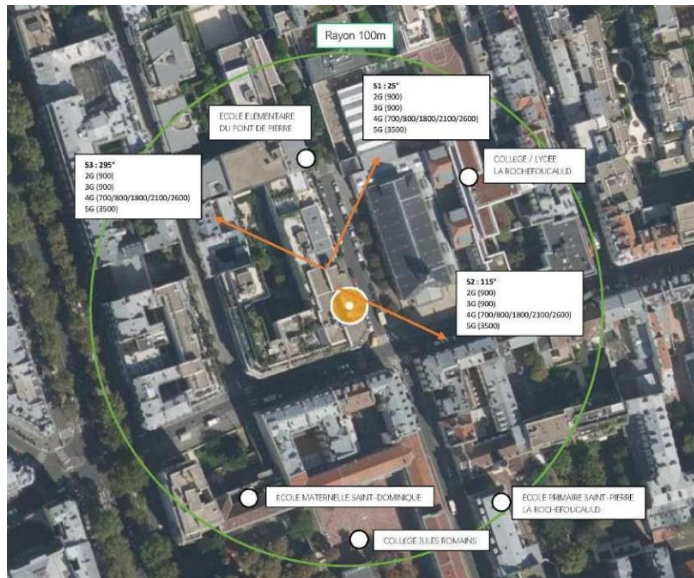 Rayon 100m
S1 : 25°
2G (900)
3G (900)
4G (700/800/1800/2100/2600)
5G (3500)
ECOLE ELEMENTAIRE
DU PONT DE PIERRE
COLLEGE / LYCEE
LA ROCHEFOUCAULD
S3 : 295°
2G (900)
3G (900)
4G (700/800/1800/2100/2600)
5G (3500)
S2 : 115°
2G (900)
3G (900)
4G (700/800/1800/2100/2600)
5G (3500)
ECOLE MATERNELLE SAINT-DOMINIQUE
ECOLE PRIMAIRE SAINT-PIERRE
LA ROCHEFOUCAULD
COLLEGE JULES ROMAINS